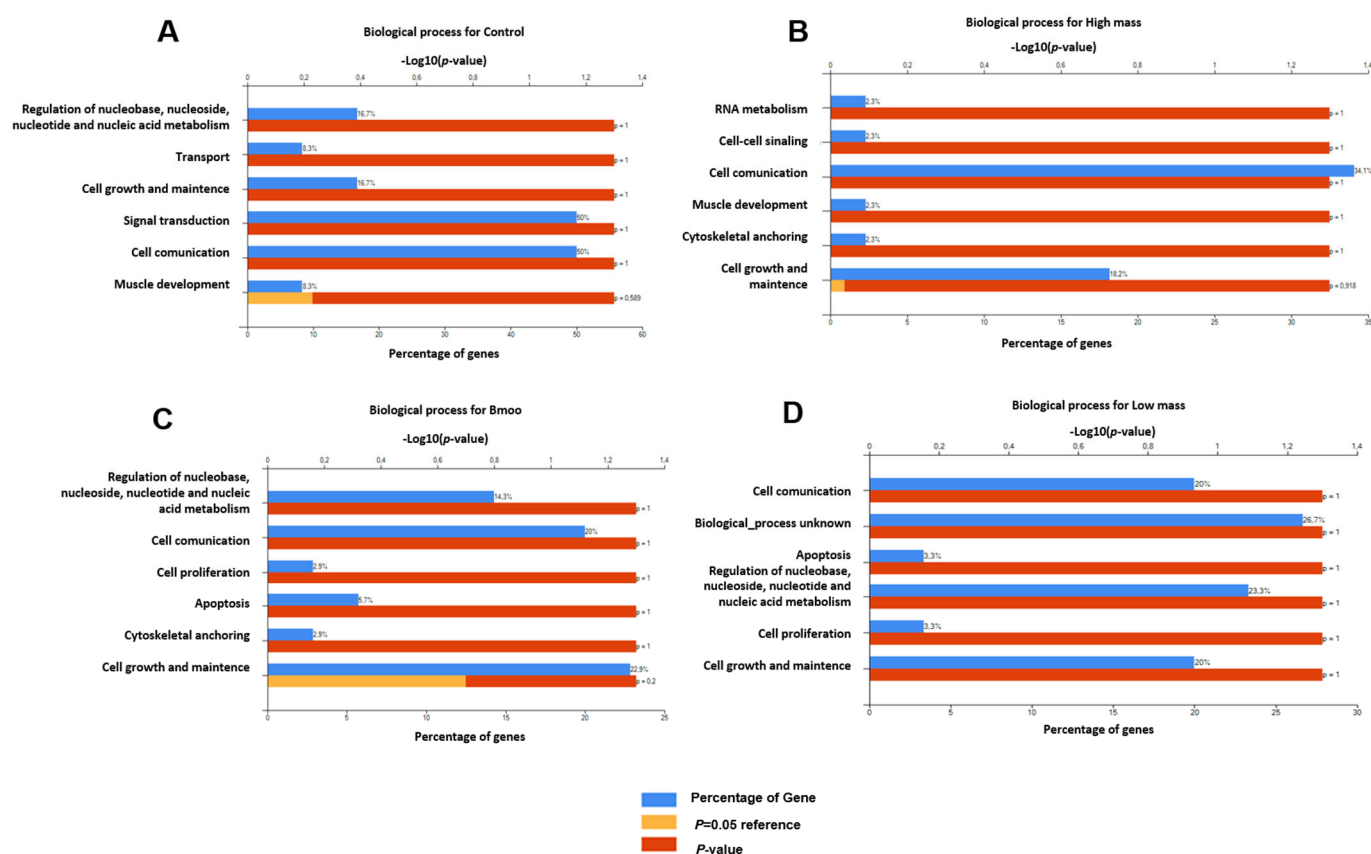 A
Biological process for Control
-Log10(p-value)
0 0,2 0,4 0,6 0,8 1 1,2 1,4
Regulation of nucleobase, nucleoside,
nucleotide and nucleic acid metabolism
16,7%
p = 1
Transport
8,3%
p = 1
Cell growth and maintence
16,7%
p = 1
Signal transduction
50%
p = 1
Cell comunication
50%
p = 1
Muscle development
8,3%
p = 0,589
0 10 20 30 40 50 60
Percentage of genes
B
Biological process for High mass
-Log10(p-value)
0 0,2 0,4 0,6 0,8 1 1,2 1,4
RNA metabolism
2,3%
p = 1
Cell-cell sinaling
2,3%
p = 1
Cell comunication
34,1%
p = 1
Muscle development
2,3%
p = 1
Cytoskeletal anchoring
2,3%
p = 1
Cell growth and
maintence
18,2%
p = 0,918
0 5 10 15 20 25 30 35
Percentage of genes
C
Biological process for Bmoo
-Log10(p-value)
0 0,2 0,4 0,6 0,8 1 1,2 1,4
Regulation of nucleobase,
nucleoside, nucleotide and nucleic
acid metabolism
14,3%
p = 1
Cell comunication
20%
p = 1
Cell proliferation
2,9%
p = 1
Apoptosis
5,7%
p = 1
Cytoskeletal anchoring
2,9%
p = 1
Cell growth and maintence
22,9%
p = 0,2
0 5 10 15 20 25
Percentage of genes
D
Biological process for Low mass
-Log10(p-value)
0 0,2 0,4 0,6 0,8 1 1,2 1,4
Cell comunication
20%
p = 1
Biological_process unknown
26,7%
p = 1
Apoptosis
3,3%
p = 1
Regulation of nucleobase,
nucleoside, nucleotide and
nucleic acid metabolism
23,3%
p = 1
Cell proliferation
3,3%
p = 1
Cell growth and maintence
20%
p = 1
0 5 10 15 20 25 30
Percentage of genes
Percentage of Gene
P=0.05 reference
P-value